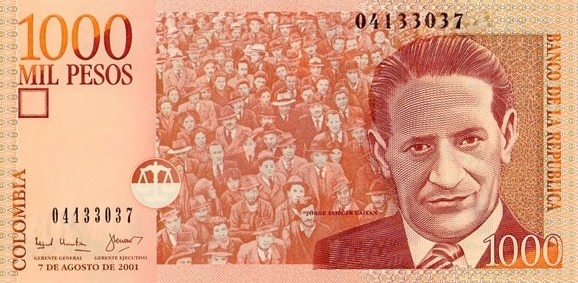 1000
MIL PESOS
04133037
BANCO DE LA REPUBLICA
COLOMBIA
04133037
JORGE ELIECER GAITAN
GERENTE GENERAL GERENTE EJECUTIVO
7 DE AGOSTO DE 2001
1000